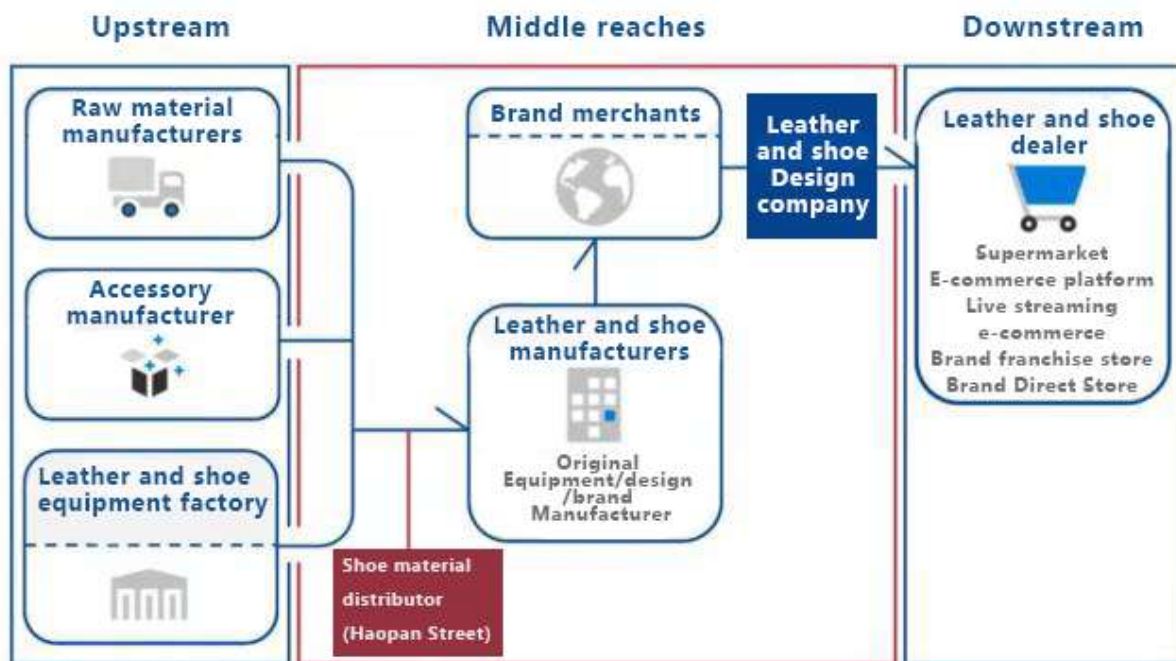 Upstream
Middle reaches
Downstream
Raw material
manufacturers
Accessory
manufacturer
Leather and shoe
equipment factory
Shoe material
distributor
(Haopan Street)
Brand merchants
Leather and shoe
manufacturers
Original
Equipment/design
/brand
Manufacturer
Leather
and shoe
Design
company
Leather and shoe
dealer
Supermarket
E-commerce platform
Live streaming
e-commerce
Brand franchise store
Brand Direct Store